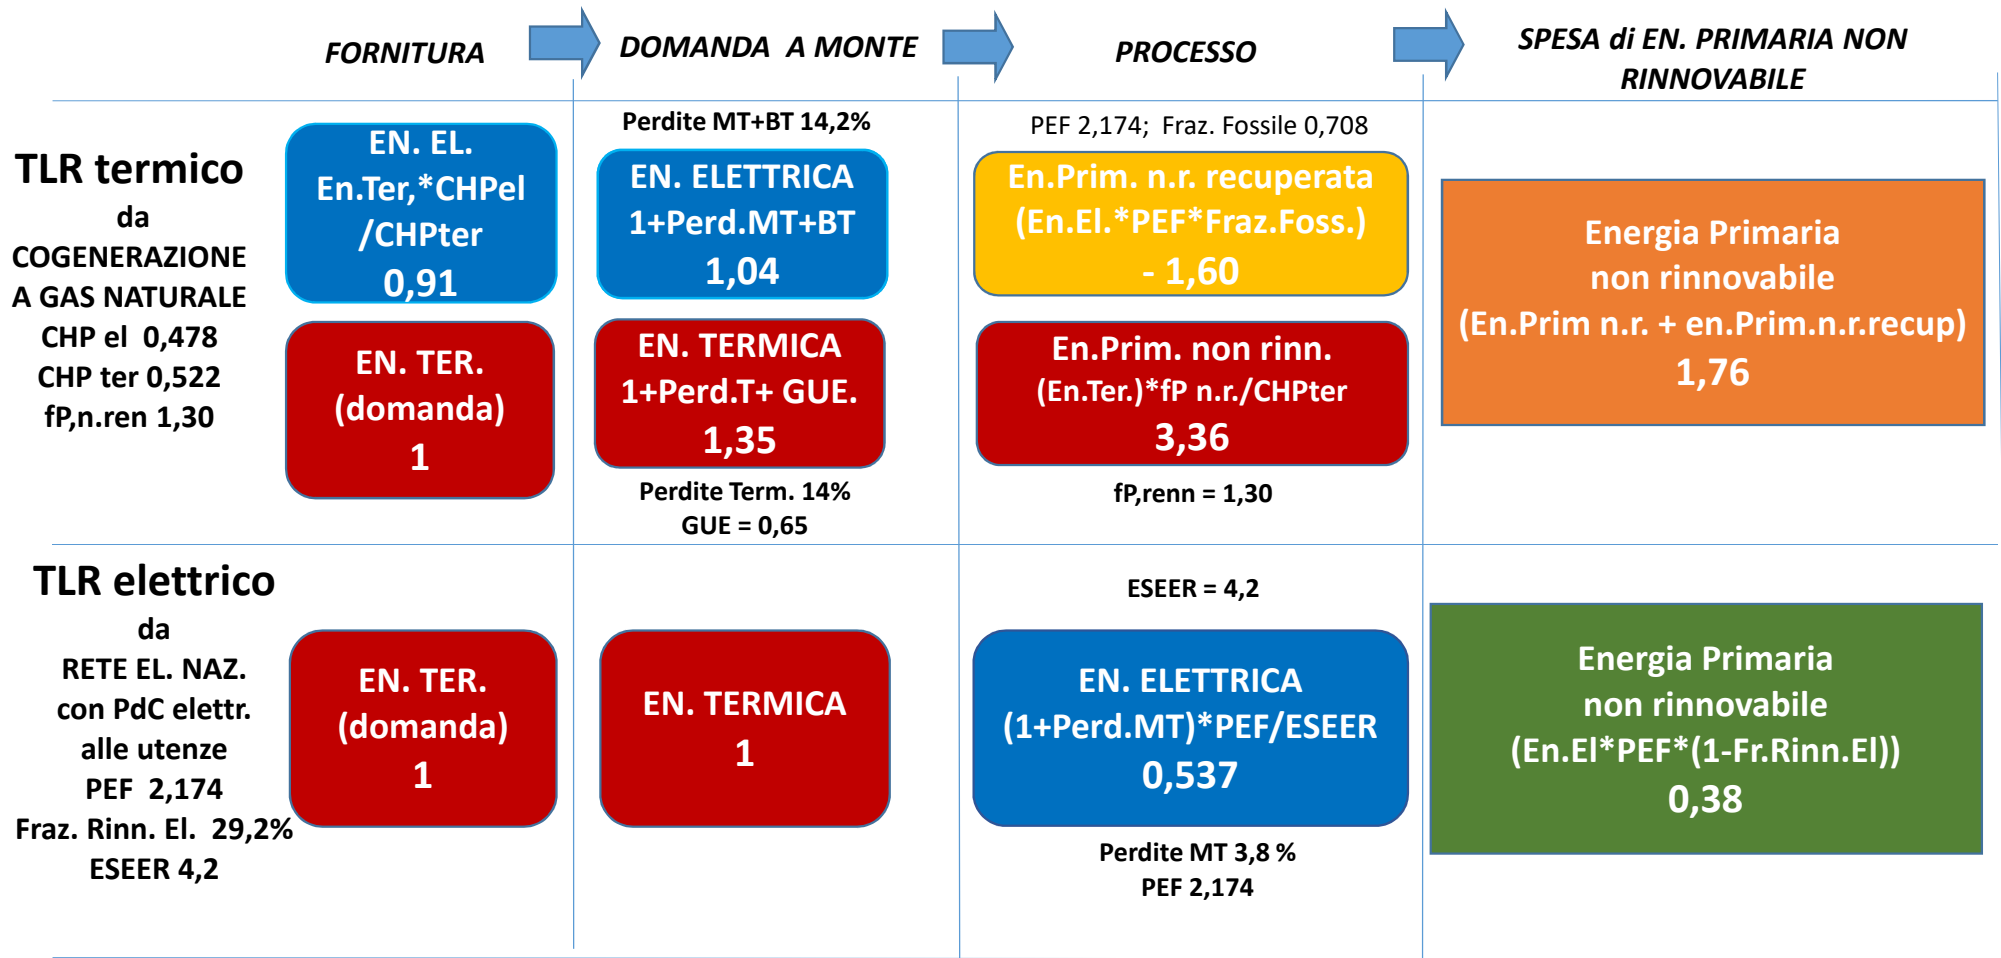 FORNITURA
DOMANDA A MONTE
PROCESSO
SPESA di EN. PRIMARIA NON
RINNOVABILE
TLR termico
da
COGENERAZIONE
A GAS NATURALE
CHP el 0,478
CHP ter 0,522
fP,n.ren 1,30
EN. EL.
En.Ter,*CHPel
/CHPter
0,91
EN. TER.
(domanda)
1
Perdite MT+BT 14,2%
EN. ELETTRICA
1+Perd.MT+BT
1,04
EN. TERMICA
1+Perd.T+ GUE.
1,35
Perdite Term. 14%
GUE = 0,65
PEF 2,174; Fraz. Fossile 0,708
En.Prim. n.r. recuperata
(En.El.*PEF*Fraz.Foss.)
- 1,60
En.Prim. non rinn.
(En.Ter.)*fP n.r./CHPter
3,36
fP,renn = 1,30
Energia Primaria
non rinnovabile
(En.Prim n.r. + en.Prim.n.r.recup)
1,76
TLR elettrico
da
RETE EL. NAZ.
con PdC elettr.
alle utenze
PEF 2,174
Fraz. Rinn. El. 29,2%
ESEER 4,2
EN. TER.
(domanda)
1
EN. TERMICA
1
ESEER = 4,2
EN. ELETTRICA
(1+Perd.MT)*PEF/ESEER
0,537
Perdite MT 3,8 %
PEF 2,174
Energia Primaria
non rinnovabile
(En.El*PEF*(1-Fr.Rinn.El))
0,38